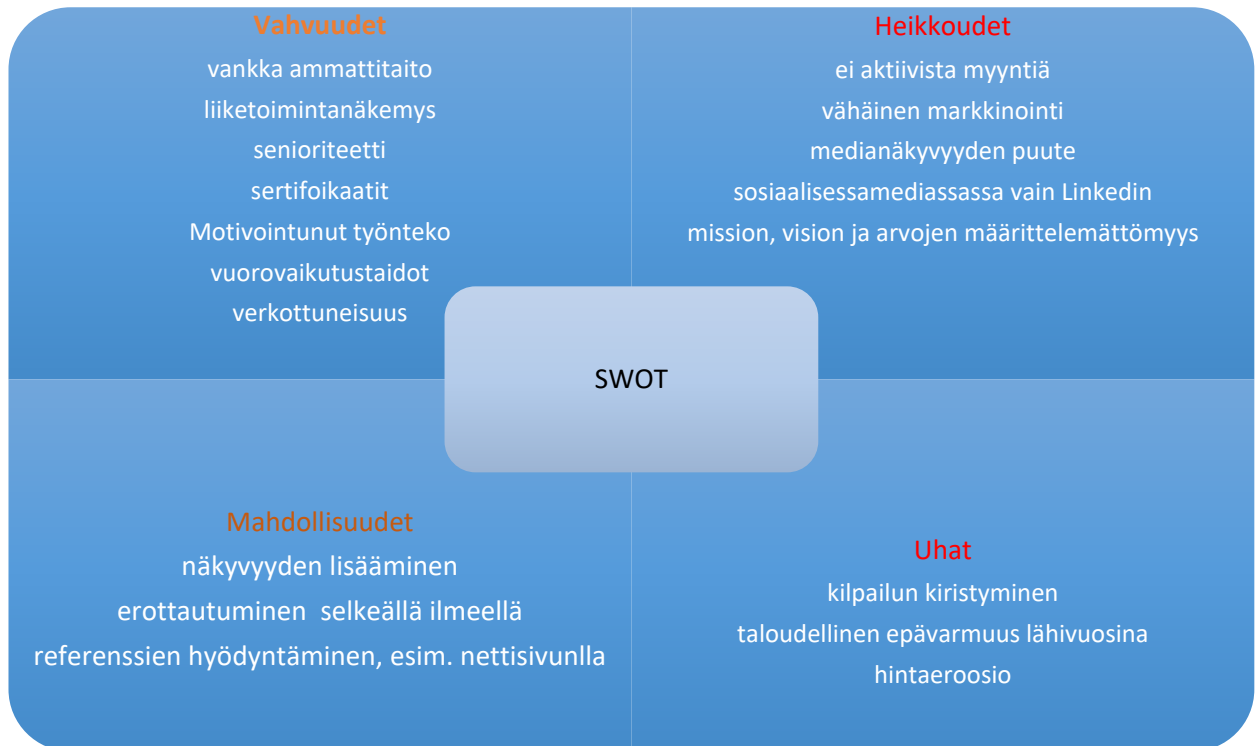 Vahvuudet
vankka ammattitaito
liiketoimintanäkemys
senioriteetti
sertifoikaatit
Motivointunut työnteko
vuorovaikutustaidot
verkottuneisuus
Heikkoudet
ei aktiivista myyntiä
vähäinen markkinointi
medianäkyvyyden puute
sosiaalisessamediassassa vain Linkedin
mission, vision ja arvojen määrittelemättömyys
SWOT
Mahdollisuudet
näkyvyyden lisääminen
erottautuminen  selkeällä ilmeellä
referenssien hyödyntäminen, esim. nettisivunlla
Uhat
kilpailun kiristyminen
taloudellinen epävarmuus lähivuosina
hintaeroosio